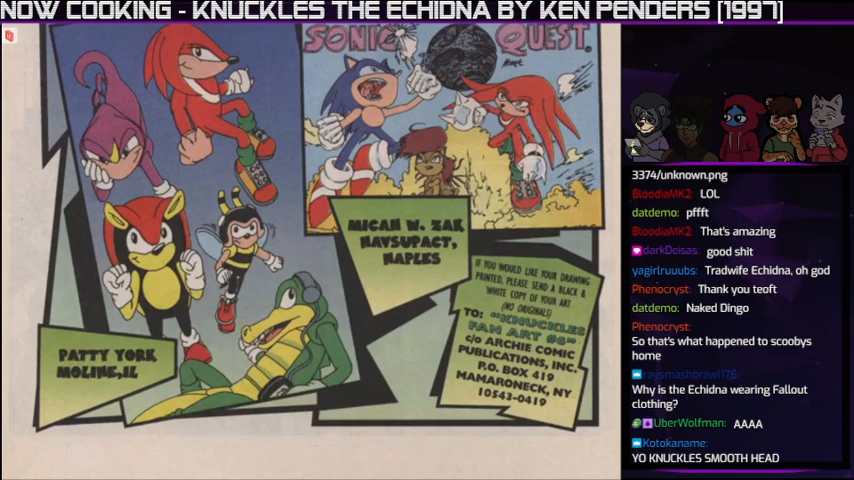 NOW COOKING - KNUCKLES THE ECHIDNA BY KEN PENDERS [1997]
SONIC QUEST.
MICAH W. ZAK
NAVSUPACT,
NAPLES
IF YOU WOULD LIKE YOUR DRAWING
PRINTED, PLEASE SEND A BLACK &
WHITE COPY OF YOUR ART
(NO ORIGINALS)
TO: "KNUCKLES
FAN ART #6"
c/o ARCHIE COMIC
PUBLICATIONS, INC.
P.O. BOX 419
MAMARONECK, NY
10543-0419
PATTY YORK
MOLINE, IL
3374/unknown.png
BloodiaMK2: LOL
datdemo: pffft
BloodiaMK2: That's amazing
darkDeisas: good shit
yagirlruuubs: Tradwife Echidna, oh god
Phenocryst: Thank you teoft
datdemo: Naked Dingo
Phenocryst:
So that's what happened to scoobys
home
raysmashbrawl175:
Why is the Echidna wearing Fallout
clothing?
UberWolfman: AAAA
Kotokaname:
YO KNUCKLES SMOOTH HEAD